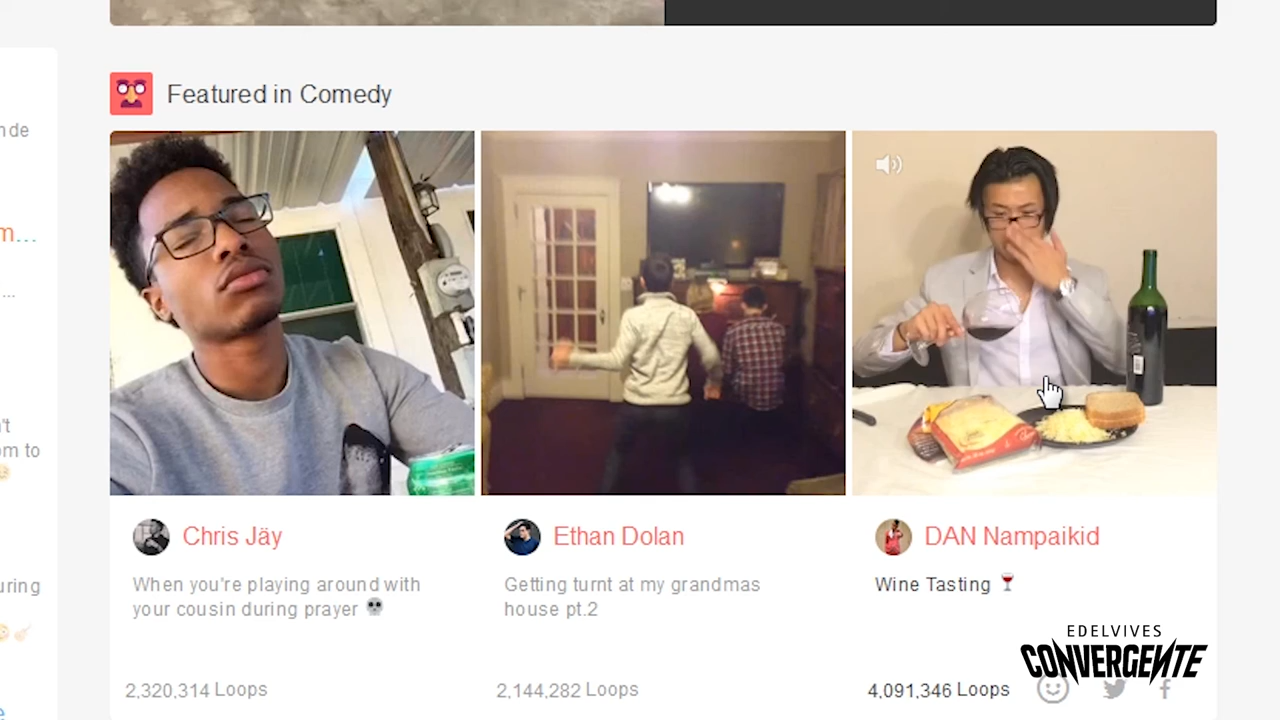 nde
Featured in Comedy
m...
...
't
om to
uring
Chris Jäy
Ethan Dolan
DAN Nampaikid
When you're playing around with
your cousin during prayer 💀
Getting turnt at my grandmas
house pt.2
Wine Tasting 🍷
2,320,314 Loops
2,144,282 Loops
4,091,346 Loops
EDELVIVES
CONVERGENTE